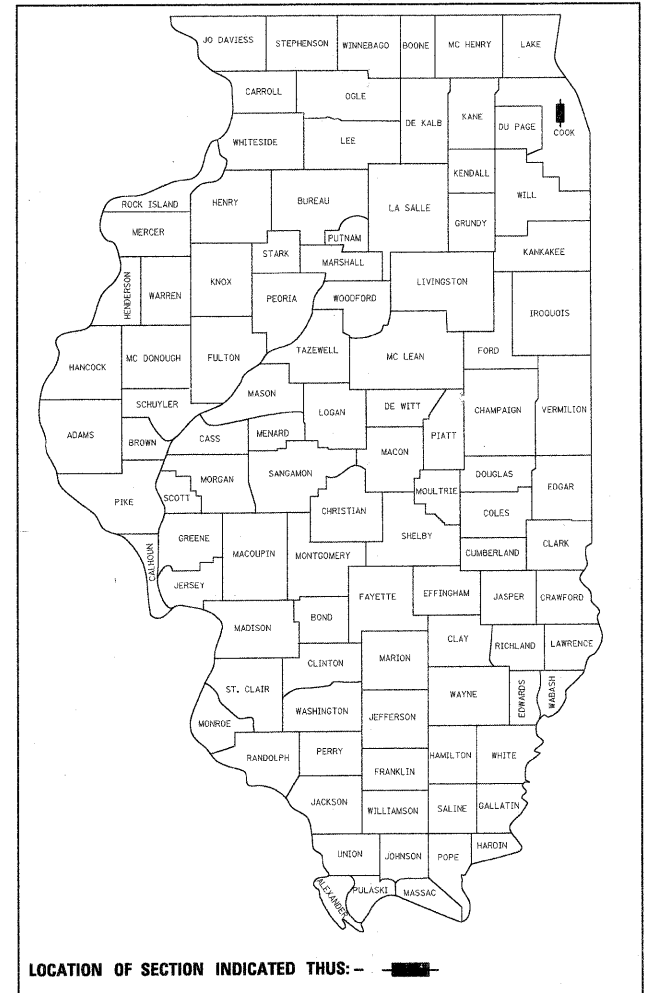 JO DAVIESS STEPHENSON WINNEBAGO BOONE MC HENRY LAKE
CARROLL OGLE DE KALB KANE DU PAGE COOK
WHITESIDE LEE
KENDALL WILL
ROCK ISLAND HENRY BUREAU LA SALLE GRUNDY
MERCER PUTNAM
STARK MARSHALL KANKAKEE
HENDERSON WARREN KNOX PEORIA WOODFORD LIVINGSTON IROQUOIS
HANCOCK MC DONOUGH FULTON TAZEWELL MC LEAN FORD
MASON
SCHUYLER LOGAN DE WITT CHAMPAIGN VERMILION
ADAMS BROWN CASS MENARD MACON PIATT
MORGAN SANGAMON DOUGLAS EDGAR
PIKE SCOTT CHRISTIAN MOULTRIE COLES
GREENE MACOUPIN MONTGOMERY SHELBY CUMBERLAND CLARK
CALHOUN JERSEY FAYETTE EFFINGHAM JASPER CRAWFORD
MADISON BOND CLAY RICHLAND LAWRENCE
CLINTON MARION
ST. CLAIR WASHINGTON JEFFERSON WAYNE EDWARDS WABASH
MONROE
RANDOLPH PERRY FRANKLIN HAMILTON WHITE
JACKSON WILLIAMSON SALINE GALLATIN
UNION JOHNSON POPE HARDIN
ALEXANDER PULASKI MASSAC
LOCATION OF SECTION INDICATED THUS: -